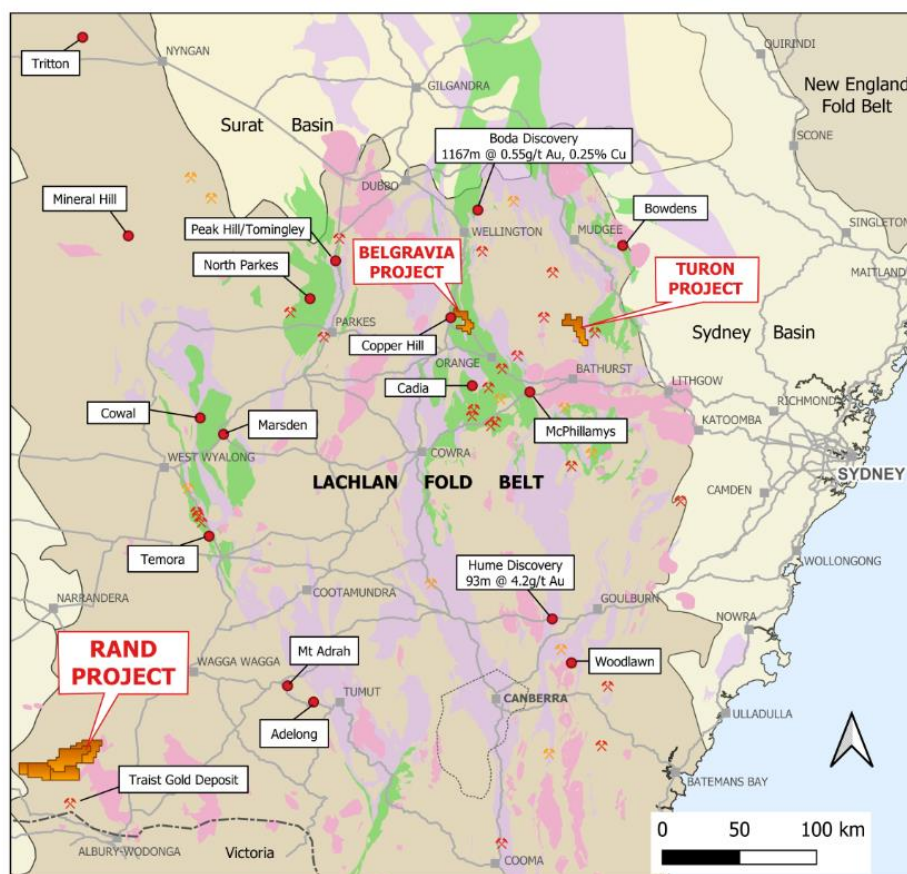 Tritton
NYNGAN
GILGANDRA
QUIRINDI
New England
Fold Belt
SCONE
Surat Basin
Boda Discovery
1167m @ 0.55g/t Au, 0.25% Cu
DUBBO
Mineral Hill
Peak Hill/Tomingley
WELLINGTON
MUDGEE
Bowdens
SINGLETON
BELGRAVIA
PROJECT
TURON
PROJECT
North Parkes
MAITLAND
PARKES
Copper Hill
Sydney Basin
ORANGE
Cadia
BATHURST
LITHGOW
Cowal
Marsden
McPhillamys
RICHMOND
KATOOMBA
COWRA
WEST WYALONG
LACHLAN FOLD BELT
SYDNEY
CAMDEN
Temora
WOLLONGONG
Hume Discovery
93m @ 4.2g/t Au
NARRANDERA
COOTAMUNDRA
GOULBURN
NOWRA
RAND
PROJECT
WAGGA WAGGA
Mt Adrah
Woodlawn
TUMUT
CANBERRA
Adelong
ULLADULLA
Traist Gold Deposit
BATEMANS BAY
0 50 100 km
ALBURY-WODONGA
Victoria
COOMA